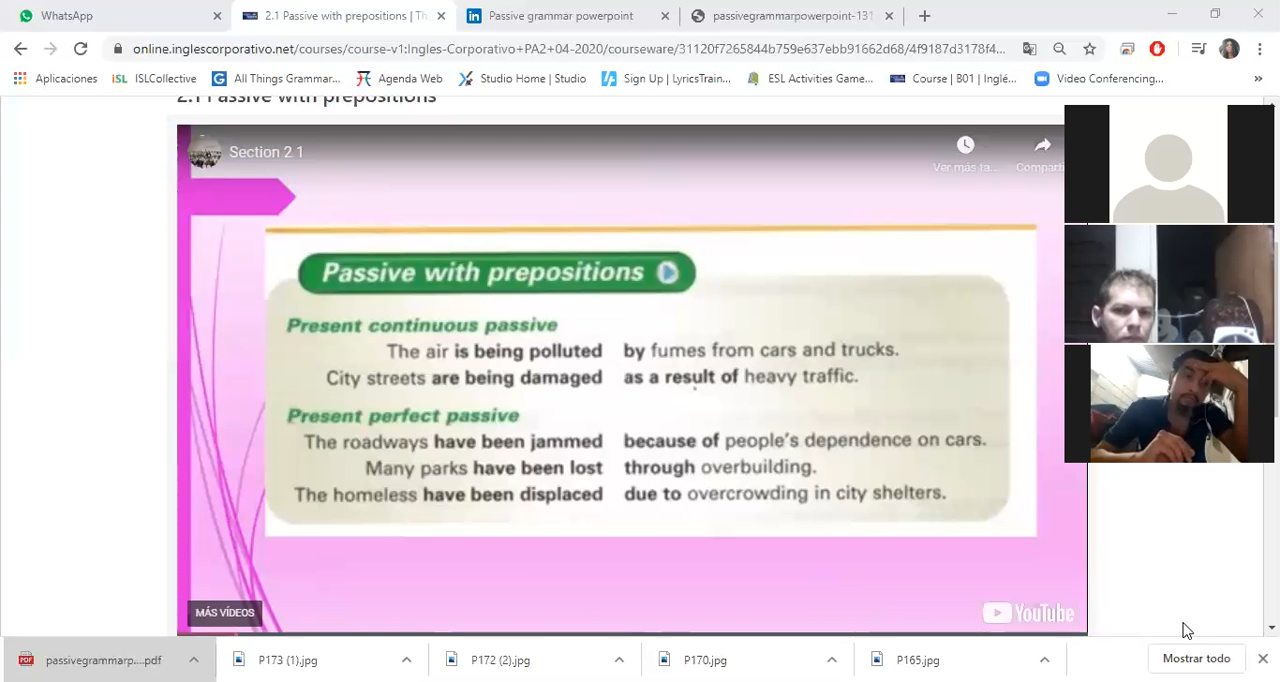 WhatsApp
2.1 Passive with prepositions | Th
Passive grammar powerpoint
passivegrammarpowerpoint-131
online.inglescorporativo.net/courses/course-v1:Ingles-Corporativo+PA2+04-2020/courseware/31120f7265844b759e637ebb91662d68/4f9187d3178f4...
Aplicaciones
iSL ISLCollective
All Things Grammar...
Agenda Web
Studio Home | Studio
Sign Up | LyricsTrain...
ESL Activities Game...
Course | B01 | Inglé...
Video Conferencing...
2.1 Passive with prepositions
Section 2 1
Ver más ta...
Comparti
Passive with prepositions
Present continuous passive
The air is being polluted by fumes from cars and trucks.
City streets are being damaged as a result of heavy traffic.
Present perfect passive
The roadways have been jammed because of people's dependence on cars.
Many parks have been lost through overbuilding.
The homeless have been displaced due to overcrowding in city shelters.
MÁS VÍDEOS
YouTube
passivegrammarp....pdf
P173 (1).jpg
P172 (2).jpg
P170.jpg
P165.jpg
Mostrar todo